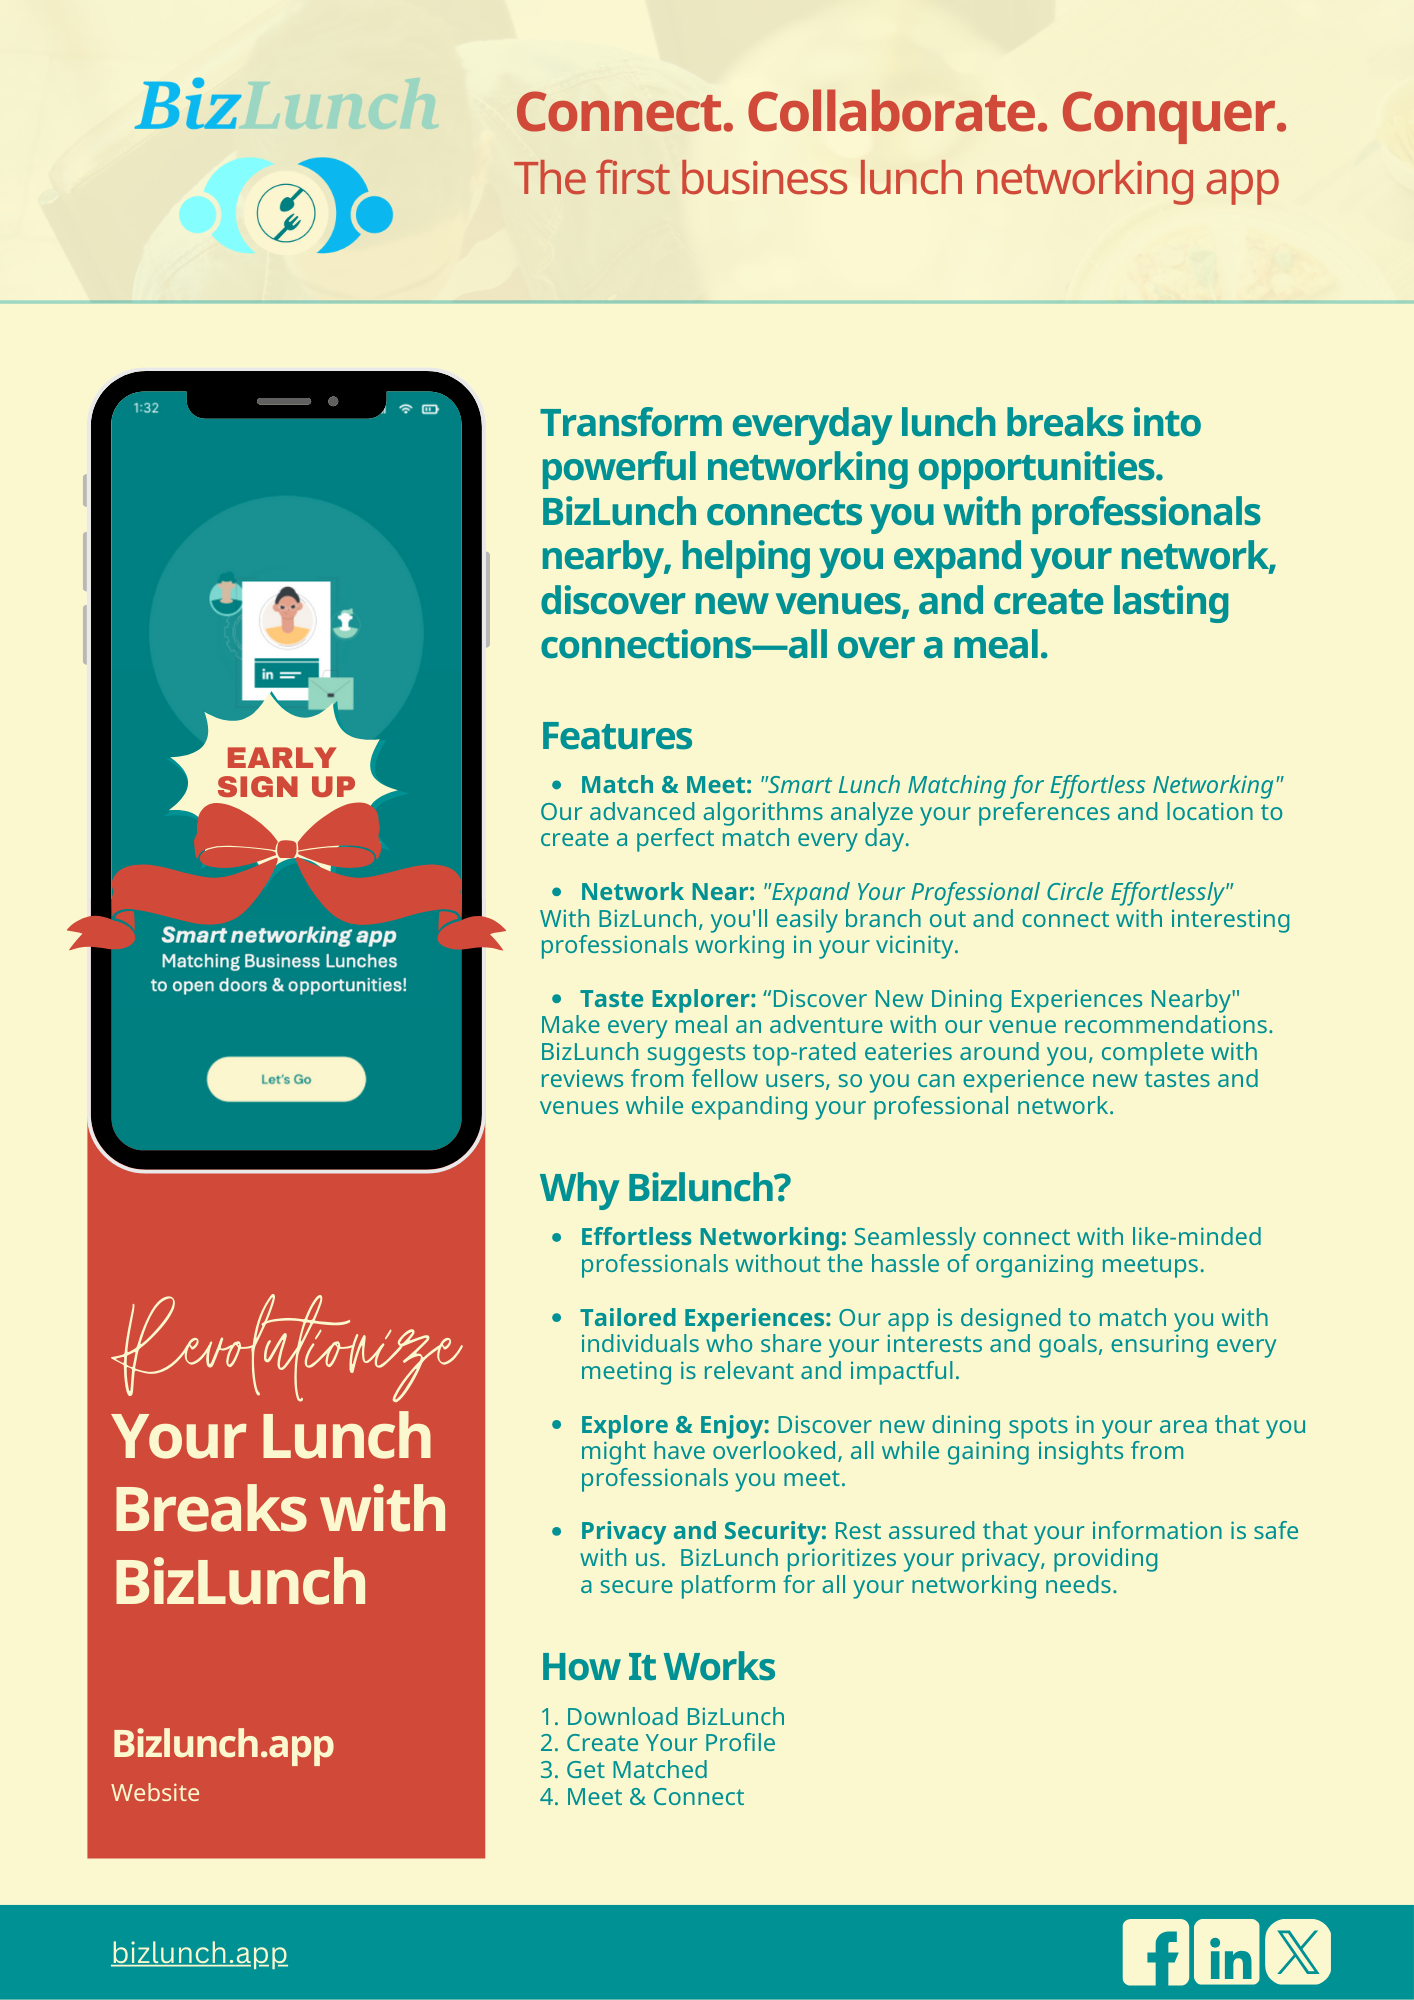 BizLunch
Connect. Collaborate. Conquer.
The first business lunch networking app
1:32
in
EARLY
SIGN UP
Smart networking app
Matching Business Lunches
to open doors & opportunities!
Let's Go
Revolutionize
Your Lunch
Breaks with
BizLunch
Bizlunch.app
Website
Transform everyday lunch breaks into
powerful networking opportunities.
BizLunch connects you with professionals
nearby, helping you expand your network,
discover new venues, and create lasting
connections—all over a meal.
Features
• Match & Meet: "Smart Lunch Matching for Effortless Networking"
Our advanced algorithms analyze your preferences and location to
create a perfect match every day.
• Network Near: "Expand Your Professional Circle Effortlessly"
With BizLunch, you'll easily branch out and connect with interesting
professionals working in your vicinity.
• Taste Explorer: “Discover New Dining Experiences Nearby"
Make every meal an adventure with our venue recommendations.
BizLunch suggests top-rated eateries around you, complete with
reviews from fellow users, so you can experience new tastes and
venues while expanding your professional network.
Why Bizlunch?
• Effortless Networking: Seamlessly connect with like-minded
professionals without the hassle of organizing meetups.
• Tailored Experiences: Our app is designed to match you with
individuals who share your interests and goals, ensuring every
meeting is relevant and impactful.
• Explore & Enjoy: Discover new dining spots in your area that you
might have overlooked, all while gaining insights from
professionals you meet.
• Privacy and Security: Rest assured that your information is safe
with us.  BizLunch prioritizes your privacy, providing
a secure platform for all your networking needs.
How It Works
1. Download BizLunch
2. Create Your Profile
3. Get Matched
4. Meet & Connect
bizlunch.app
f in X